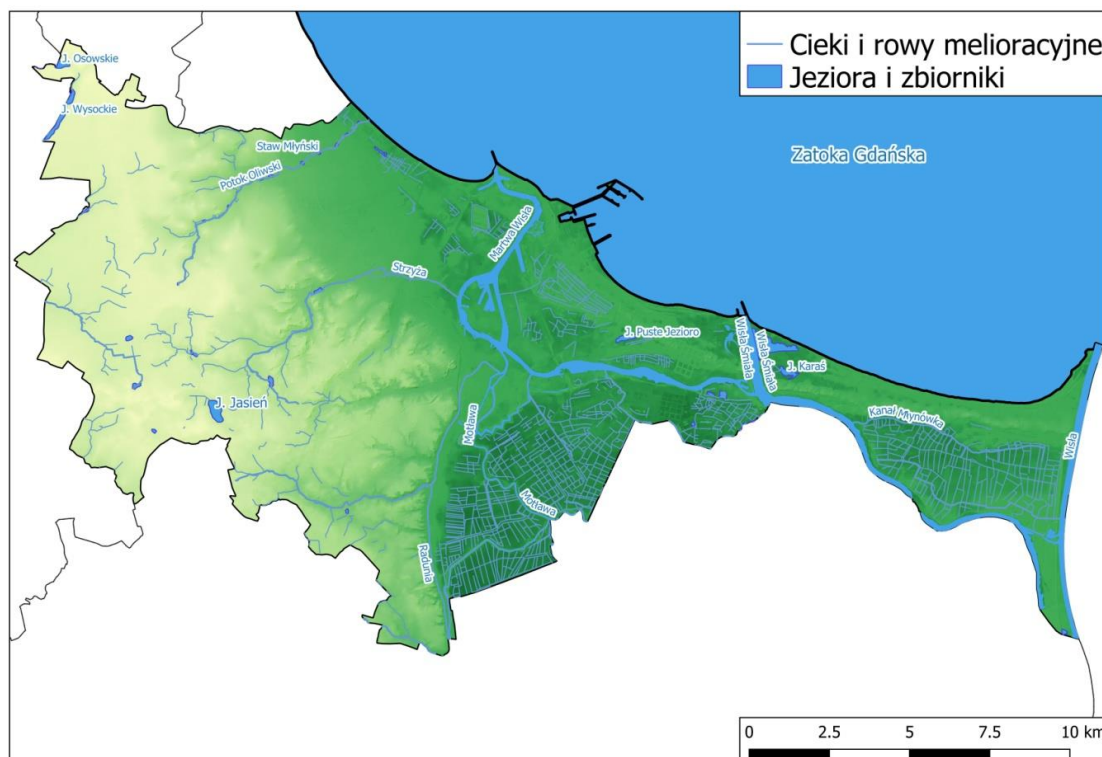 Cieki i rowy melioracyjne
Jeziora i zbiorniki
J. Osowskie
J. Wysockie
Staw Młyński
Potok Oliwski
Zatoka Gdańska
Martwa Wisła
Strzyża
J. Puste Jezioro
Wisła Śmiała
Wisła Śmiała
J. Karaś
J. Jasień
Kanał Młynówka
Motława
Wisła
Motława
Radunia
0 2.5 5 7.5 10 km